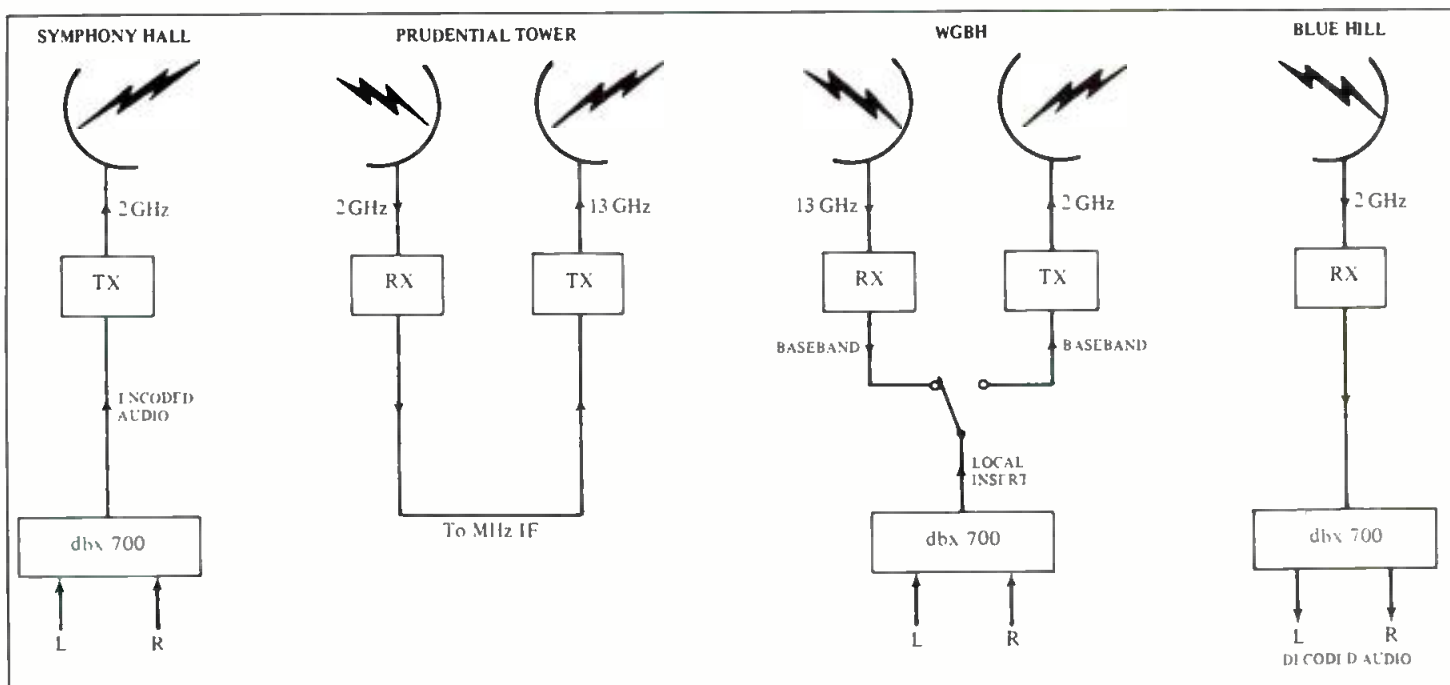 SYMPHONY HALL
PRUDENTIAL TOWER
WGBH
BLUE HILL
2 GHz
2 GHz
13 GHz
13 GHz
2 GHz
2 GHz
TX
RX
TX
RX
TX
RX
BASEBAND
BASEBAND
ENCODED
AUDIO
LOCAL
INSERT
To MHz IF
dbx 700
dbx 700
dbx 700
L
R
L
R
L
R
DECODED AUDIO